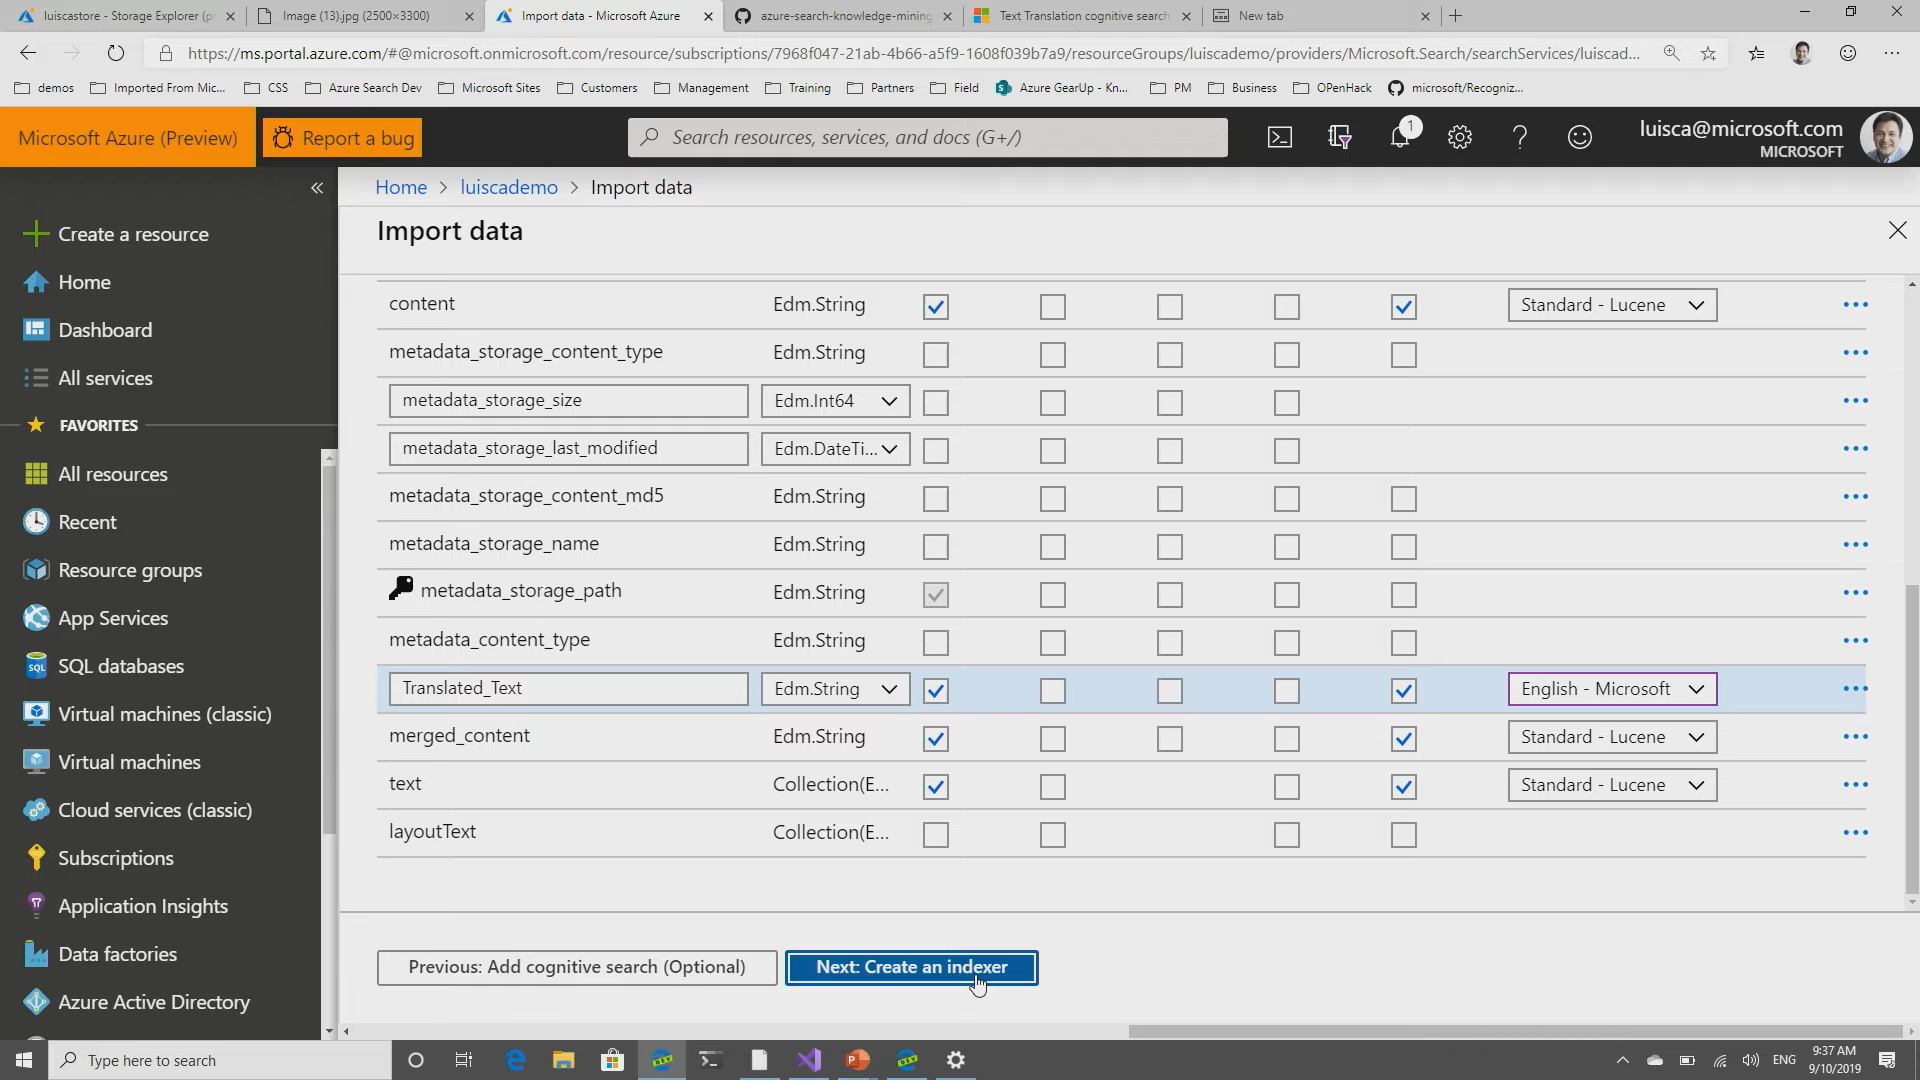 luiscastore - Storage Explorer (pr
Image (13).jpg (2500×3300)
Import data - Microsoft Azure
azure-search-knowledge-mining
Text Translation cognitive search
New tab
https://ms.portal.azure.com/#@microsoft.onmicrosoft.com/resource/subscriptions/7968f047-21ab-4b66-a5f9-1608f039b7a9/resourceGroups/luiscademo/providers/Microsoft.Search/searchServices/luiscad...
demos
Imported From Mic...
CSS
Azure Search Dev
Microsoft Sites
Customers
Management
Training
Partners
Field
Azure GearUp - Kn...
PM
Business
OPenHack
microsoft/Recogniz...
Microsoft Azure (Preview)
Report a bug
Search resources, services, and docs (G+/)
1
luisca@microsoft.com
MICROSOFT
Home > luiscademo > Import data
Import data
Create a resource
Home
Dashboard
All services
FAVORITES
All resources
Recent
Resource groups
App Services
SQL databases
Virtual machines (classic)
Virtual machines
Cloud services (classic)
Subscriptions
Application Insights
Data factories
Azure Active Directory
content Edm.String Standard - Lucene
metadata_storage_content_type Edm.String
metadata_storage_size Edm.Int64
metadata_storage_last_modified Edm.DateTi...
metadata_storage_content_md5 Edm.String
metadata_storage_name Edm.String
metadata_storage_path Edm.String
metadata_content_type Edm.String
Translated_Text Edm.String English - Microsoft
merged_content Edm.String Standard - Lucene
text Collection(E... Standard - Lucene
layoutText Collection(E...
Previous: Add cognitive search (Optional)
Next: Create an indexer
Type here to search
ENG
9:37 AM
9/10/2019